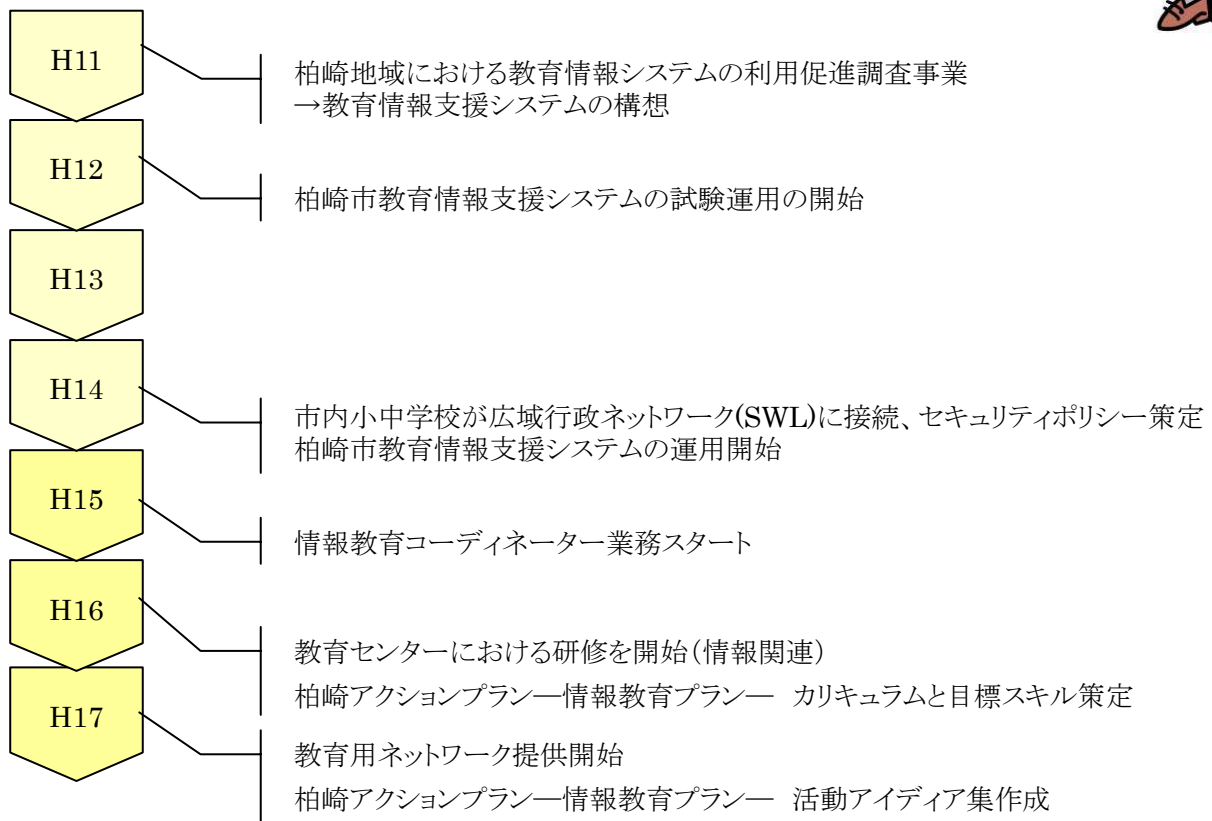 H11
柏崎地域における教育情報システムの利用促進調査事業
→教育情報支援システムの構想
H12
柏崎市教育情報支援システムの試験運用の開始
H13
H14
市内小中学校が広域行政ネットワーク(SWL)に接続、セキュリティポリシー策定
柏崎市教育情報支援システムの運用開始
H15
情報教育コーディネーター業務スタート
H16
教育センターにおける研修を開始(情報関連)
柏崎アクションプラン―情報教育プラン― カリキュラムと目標スキル策定
H17
教育用ネットワーク提供開始
柏崎アクションプラン―情報教育プラン― 活動アイディア集作成